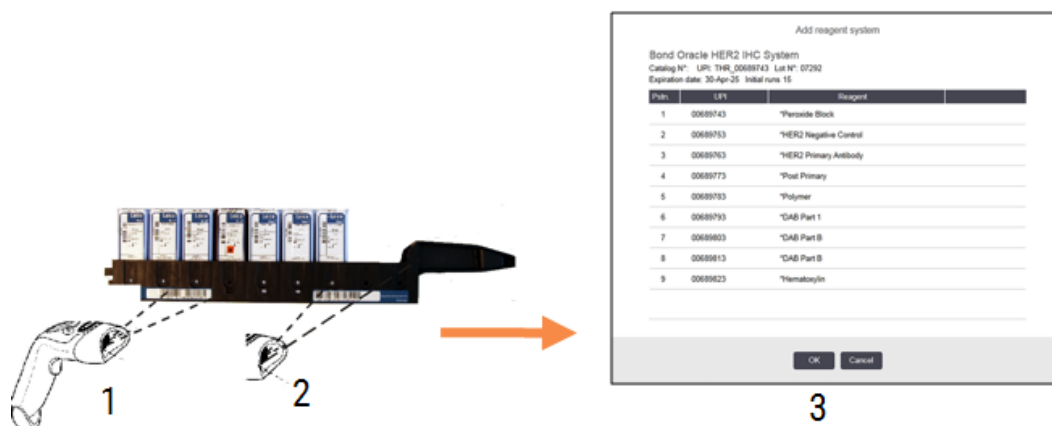 Add reagent system
Bond Oracle HER2 IHC System
Catalog N°: UPI: THR_00689743 Lot N°: 07292
Expiration date: 30-Apr-25 Initial runs 15
Pstn. UPI Reagent
1 00689743 *Peroxide Block
2 00689753 *HER2 Negative Control
3 00689763 *HER2 Primary Antibody
4 00689773 *Post Primary
5 00689783 *Polymer
6 00689793 *DAB Part 1
7 00689803 *DAB Part B
8 00689813 *DAB Part B
9 00689823 *Hematoxylin
OK Cancel
1
2
3